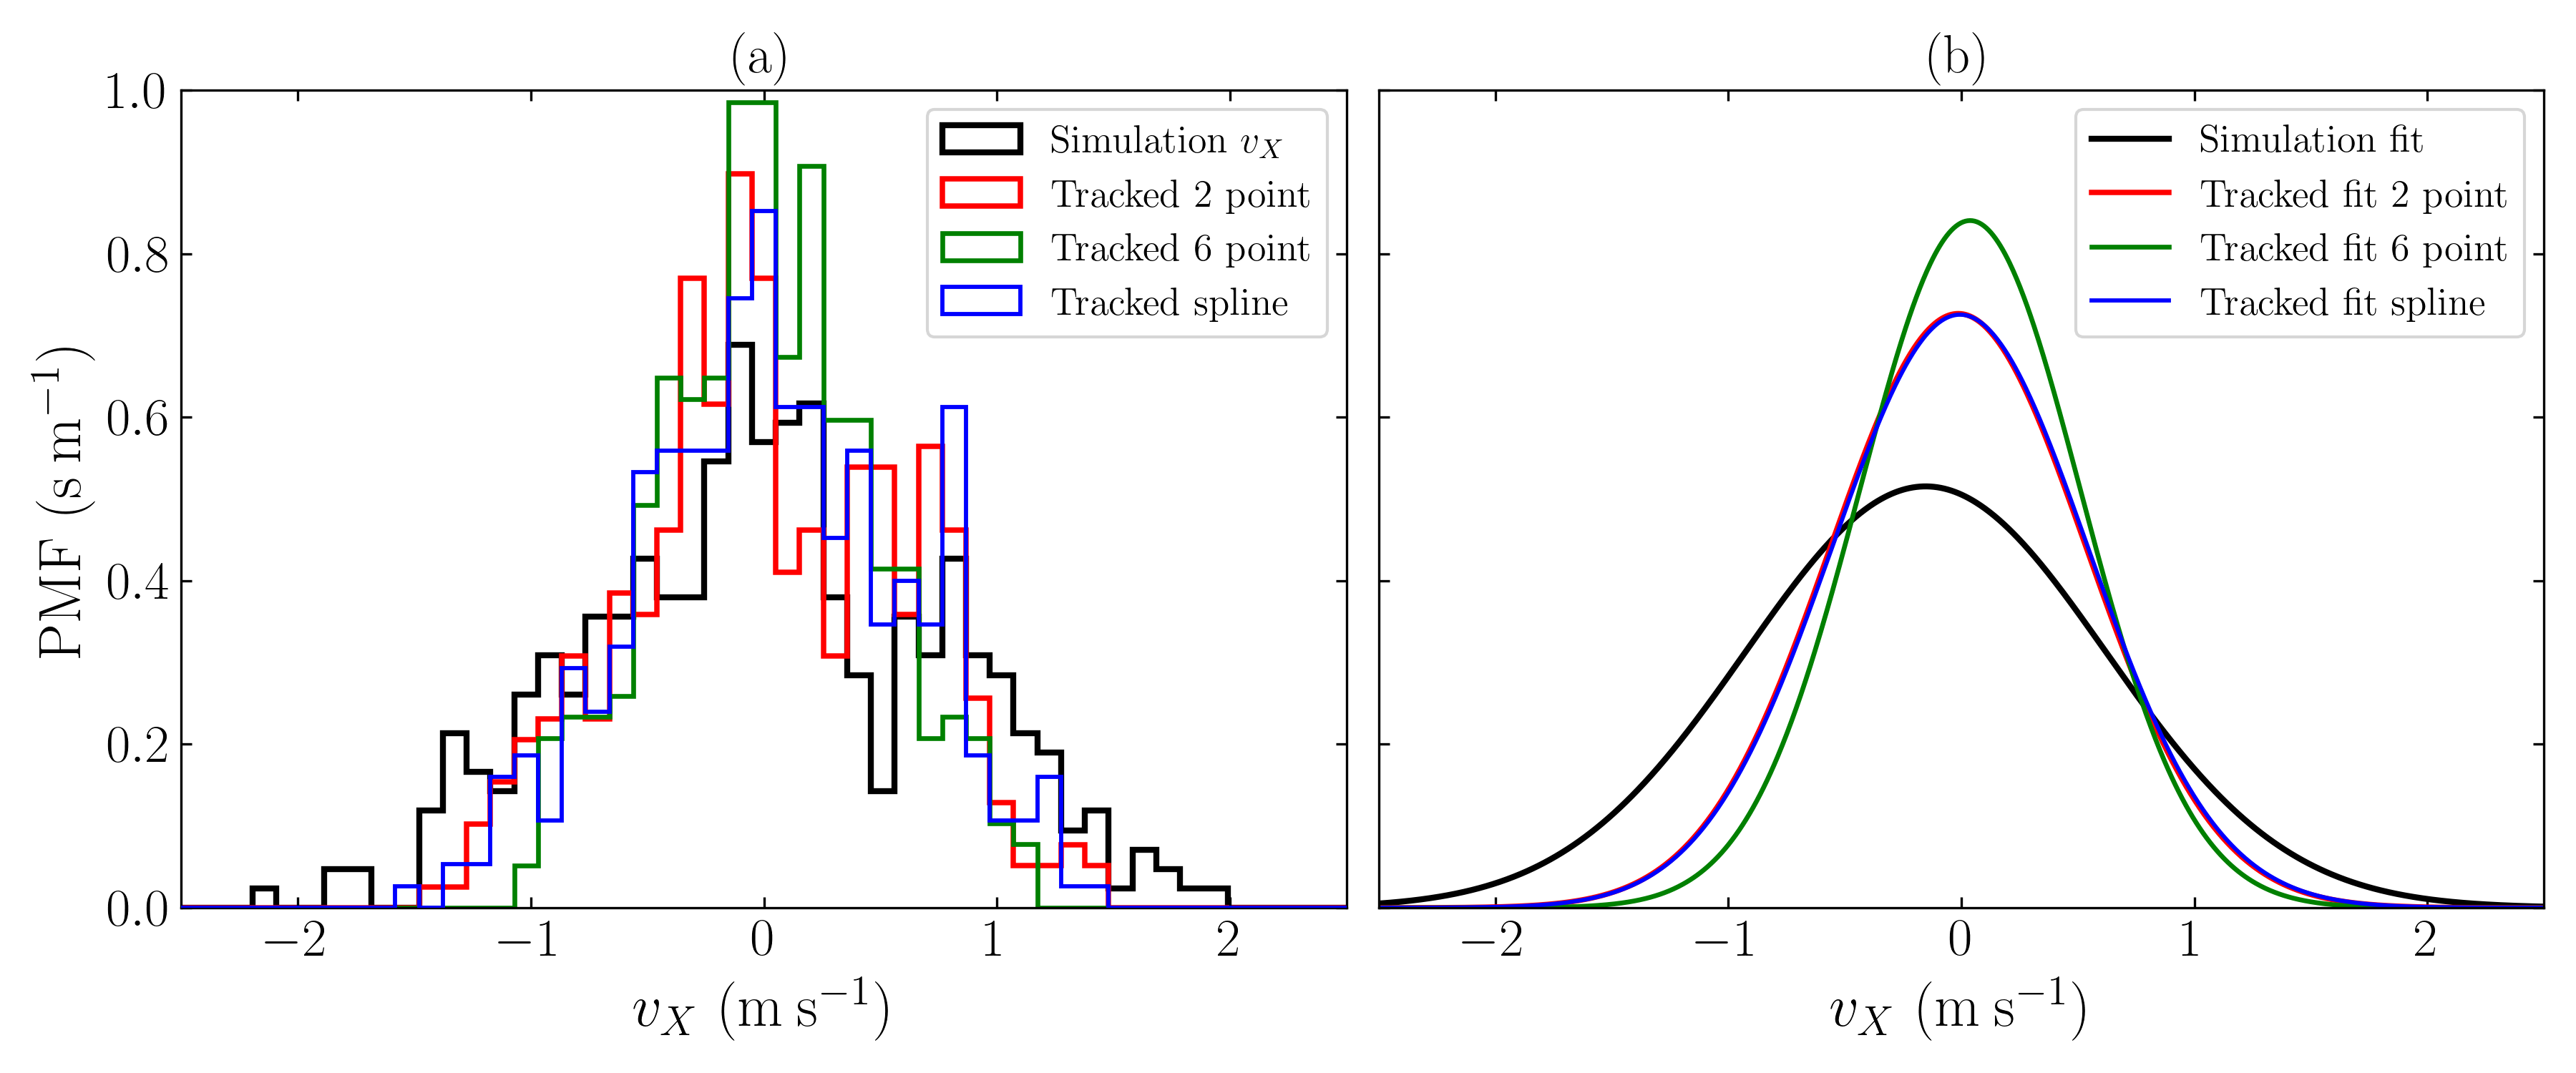 (a)
1.0
0.8
0.6
0.4
0.2
0.0
PMF (s m⁻¹)
−2 −1 0 1 2
v_X (m s⁻¹)
Simulation v_X
Tracked 2 point
Tracked 6 point
Tracked spline
(b)
Simulation fit
Tracked fit 2 point
Tracked fit 6 point
Tracked fit spline
−2 −1 0 1 2
v_X (m s⁻¹)